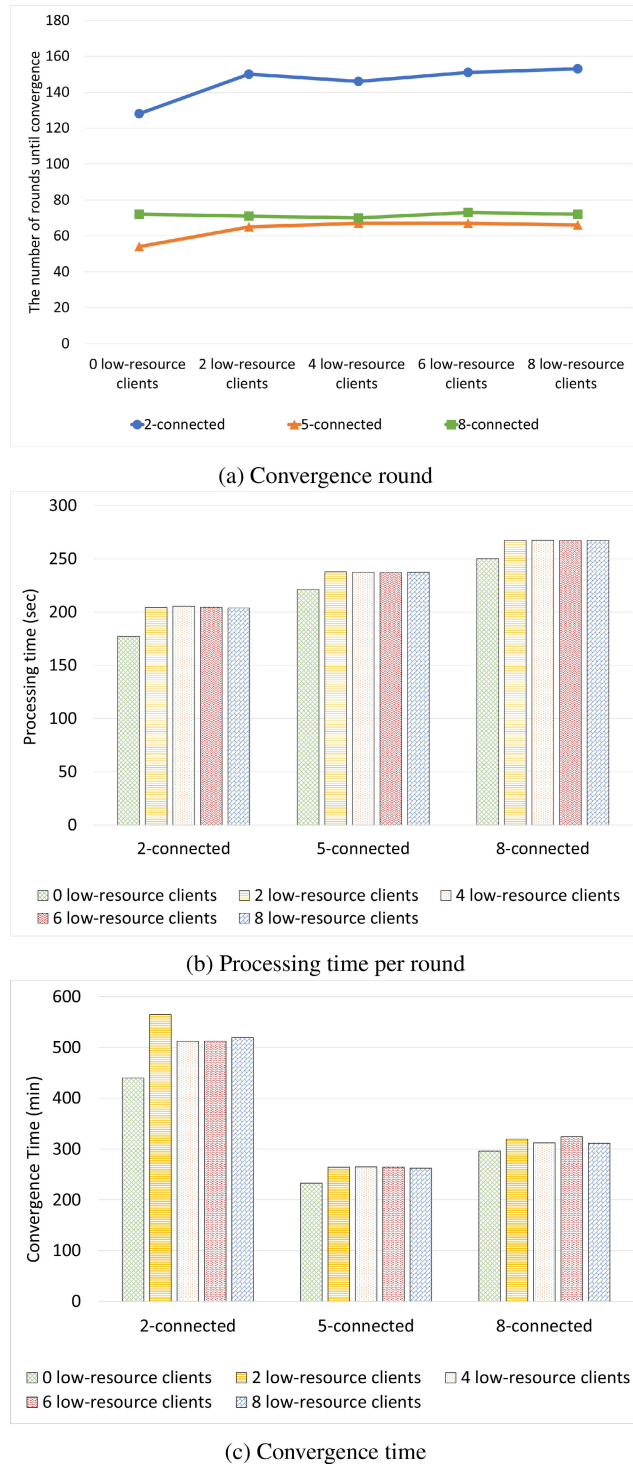 180
160
140
120
100
80
60
40
20
0
The number of rounds until convergence
0 low-resource clients
2 low-resource clients
4 low-resource clients
6 low-resource clients
8 low-resource clients
2-connected 5-connected 8-connected
(a) Convergence round
300
250
200
150
100
50
0
Processing time (sec)
2-connected 5-connected 8-connected
0 low-resource clients 2 low-resource clients 4 low-resource clients
6 low-resource clients 8 low-resource clients
(b) Processing time per round
600
500
400
300
200
100
0
Convergence Time (min)
2-connected 5-connected 8-connected
0 low-resource clients 2 low-resource clients 4 low-resource clients
6 low-resource clients 8 low-resource clients
(c) Convergence time